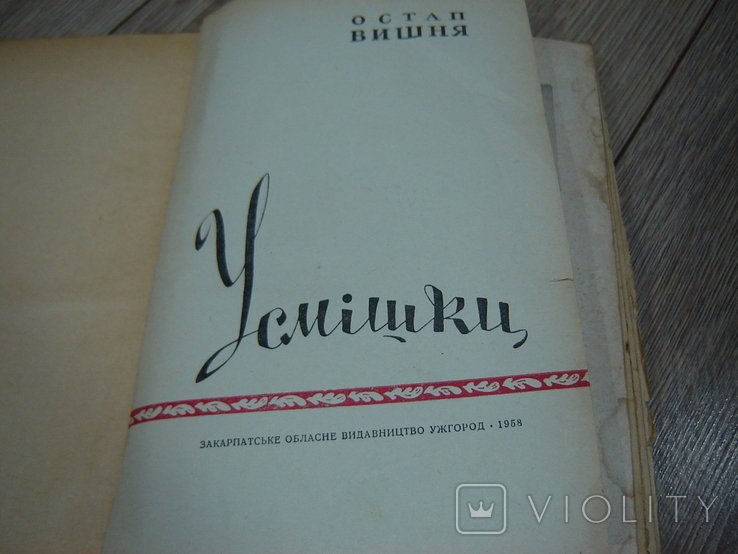 ОСТАП
ВИШНЯ
Усмішки
ЗАКАРПАТСЬКЕ ОБЛАСНЕ ВИДАВНИЦТВО УЖГОРОД • 1958
VIOLITY